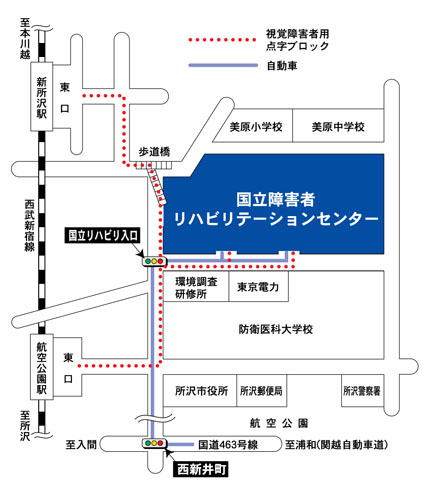 至本川越
視覚障害者用
点字ブロック
自動車
新所沢駅
東口
美原小学校
美原中学校
歩道橋
国立障害者
リハビリテーションセンター
西武新宿線
国立リハビリ入口
環境調査
研修所
東京電力
防衛医科大学校
航空公園駅
東口
所沢市役所
所沢郵便局
所沢警察署
至所沢
航空公園
至入間
国道463号線
至浦和(関越自動車道)
西新井町